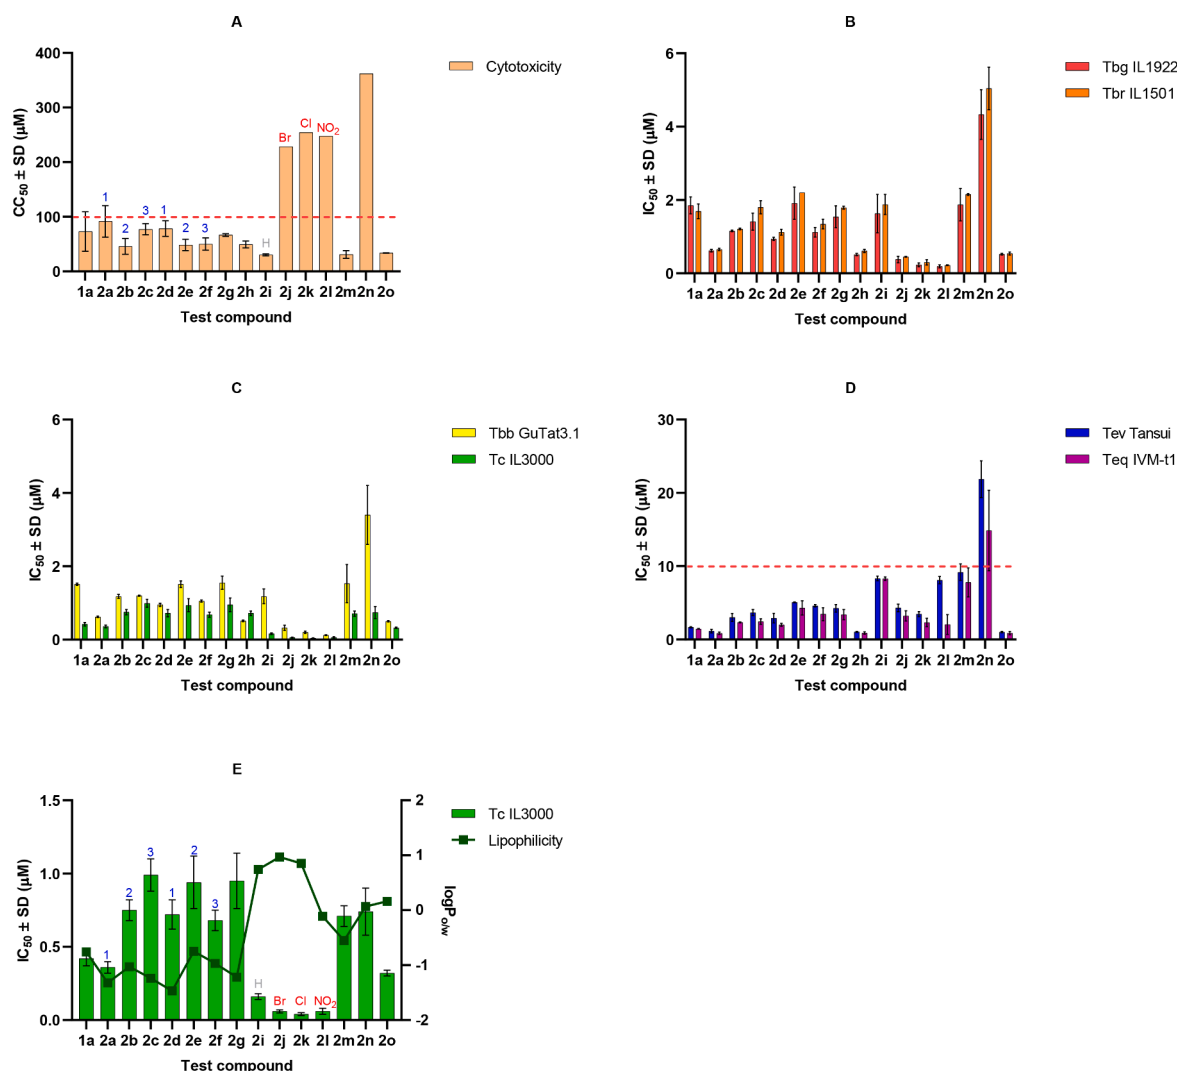 A
CC50 ± SD (μM)
400
300
200
100
0
1
2
3
1
2
3
H
Br
Cl
NO2
1a 2a 2b 2c 2d 2e 2f 2g 2h 2i 2j 2k 2l 2m 2n 2o
Test compound
Cytotoxicity
B
IC50 ± SD (μM)
6
4
2
0
1a 2a 2b 2c 2d 2e 2f 2g 2h 2i 2j 2k 2l 2m 2n 2o
Test compound
Tbg IL1922
Tbr IL1501
C
IC50 ± SD (μM)
6
4
2
0
1a 2a 2b 2c 2d 2e 2f 2g 2h 2i 2j 2k 2l 2m 2n 2o
Test compound
Tbb GuTat3.1
Tc IL3000
D
IC50 ± SD (μM)
30
20
10
0
1a 2a 2b 2c 2d 2e 2f 2g 2h 2i 2j 2k 2l 2m 2n 2o
Test compound
Tev Tansui
Teq IVM-t1
E
IC50 ± SD (μM)
1.5
1.0
0.5
0.0
1
2
3
1
2
3
H
Br
Cl
NO2
2
1
0
-1
-2
logPo/w
1a 2a 2b 2c 2d 2e 2f 2g 2i 2j 2k 2l 2m 2n 2o
Test compound
Tc IL3000
Lipophilicity